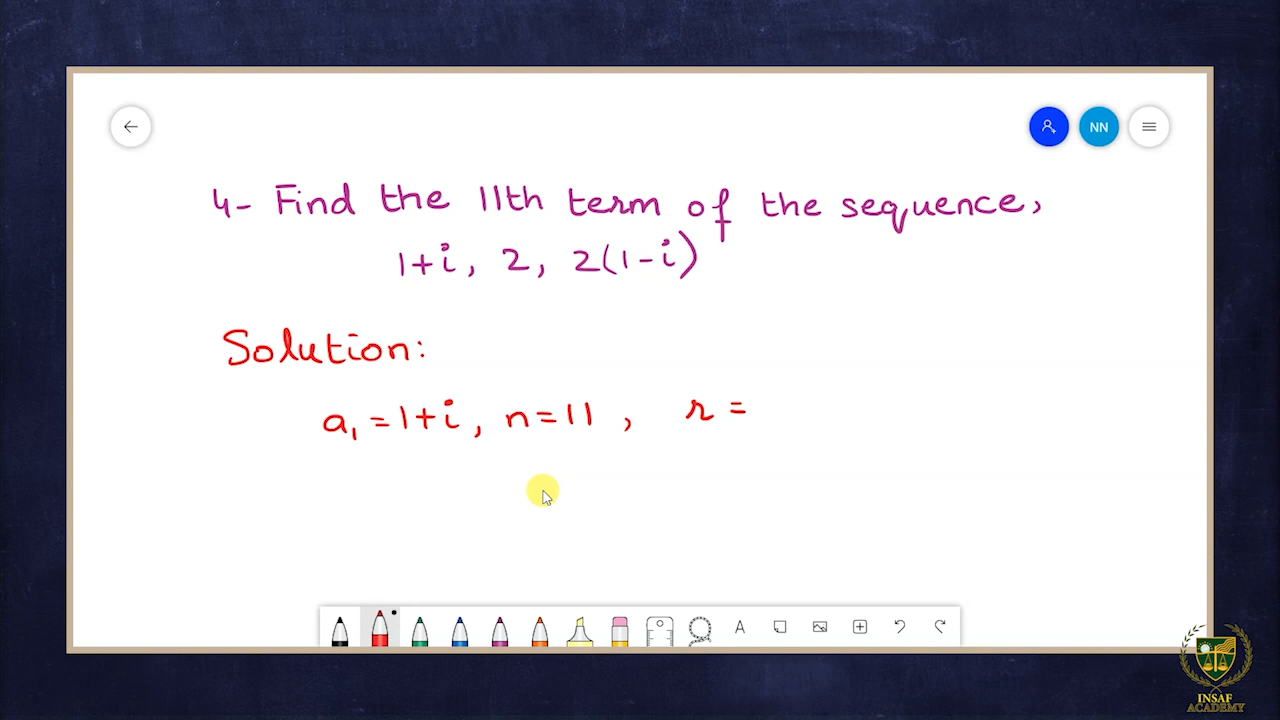 NN
4- Find the 11th term of the sequence,
1+i, 2, 2(1-i)
Solution:
a₁ = 1+i, n=11, r =
A
INSAF
ACADEMY